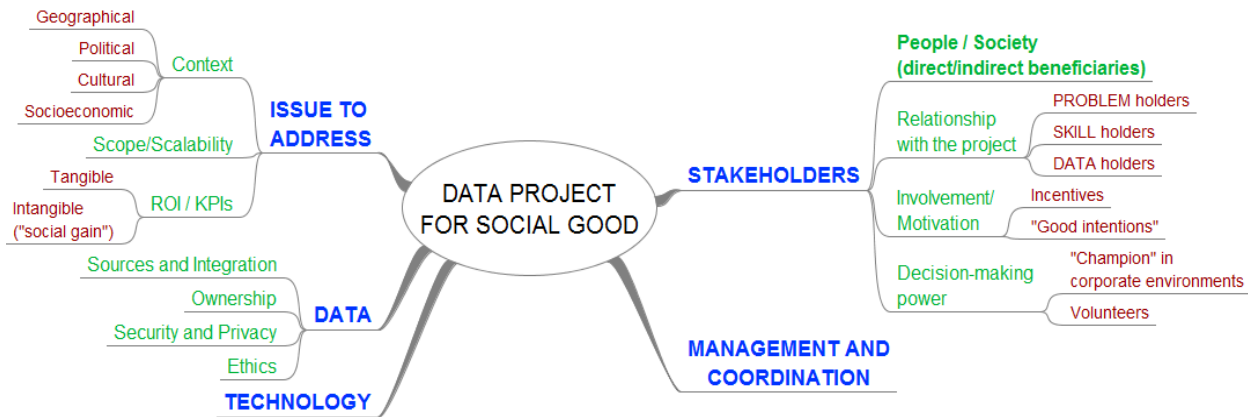 DATA PROJECT
FOR SOCIAL GOOD
ISSUE TO
ADDRESS
Context
Geographical
Political
Cultural
Socioeconomic
Scope/Scalability
ROI / KPIs
Tangible
Intangible
("social gain")
DATA
Sources and Integration
Ownership
Security and Privacy
Ethics
TECHNOLOGY
STAKEHOLDERS
People / Society
(direct/indirect beneficiaries)
Relationship
with the project
PROBLEM holders
SKILL holders
DATA holders
Involvement/
Motivation
Incentives
"Good intentions"
Decision-making
power
"Champion" in
corporate environments
Volunteers
MANAGEMENT AND
COORDINATION